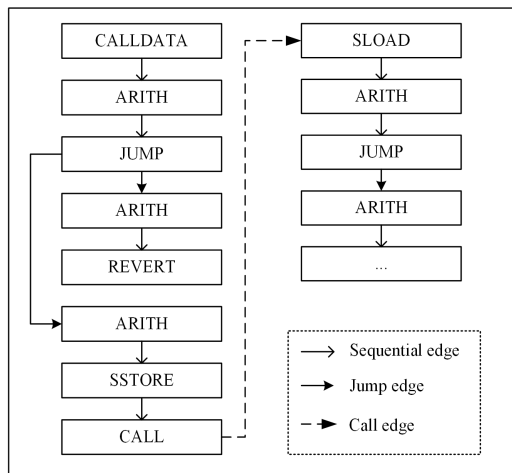 CALLDATA
ARITH
JUMP
ARITH
REVERT
ARITH
SSTORE
CALL
SLOAD
ARITH
JUMP
ARITH
...
Sequential edge
Jump edge
Call edge